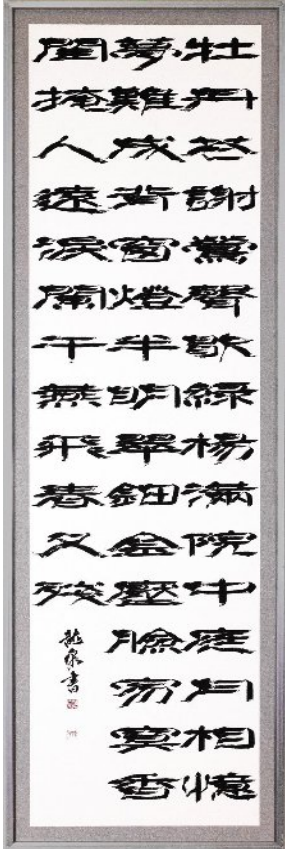 牡丹花謝鶯聲歇綠楊滿院中庭月相憶
夢難成背窗燈半明翠鈿金壓臉寂寞香
閨掩人遠淚闌干燕飛春又殘
龍泉書